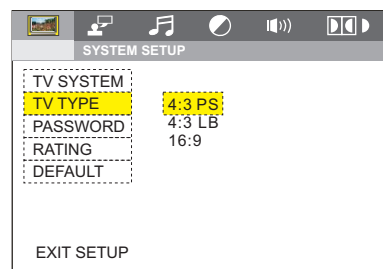 SYSTEM SETUP
TV SYSTEM
TV TYPE
PASSWORD
RATING
DEFAULT
4:3 PS
4:3 LB
16:9
EXIT SETUP